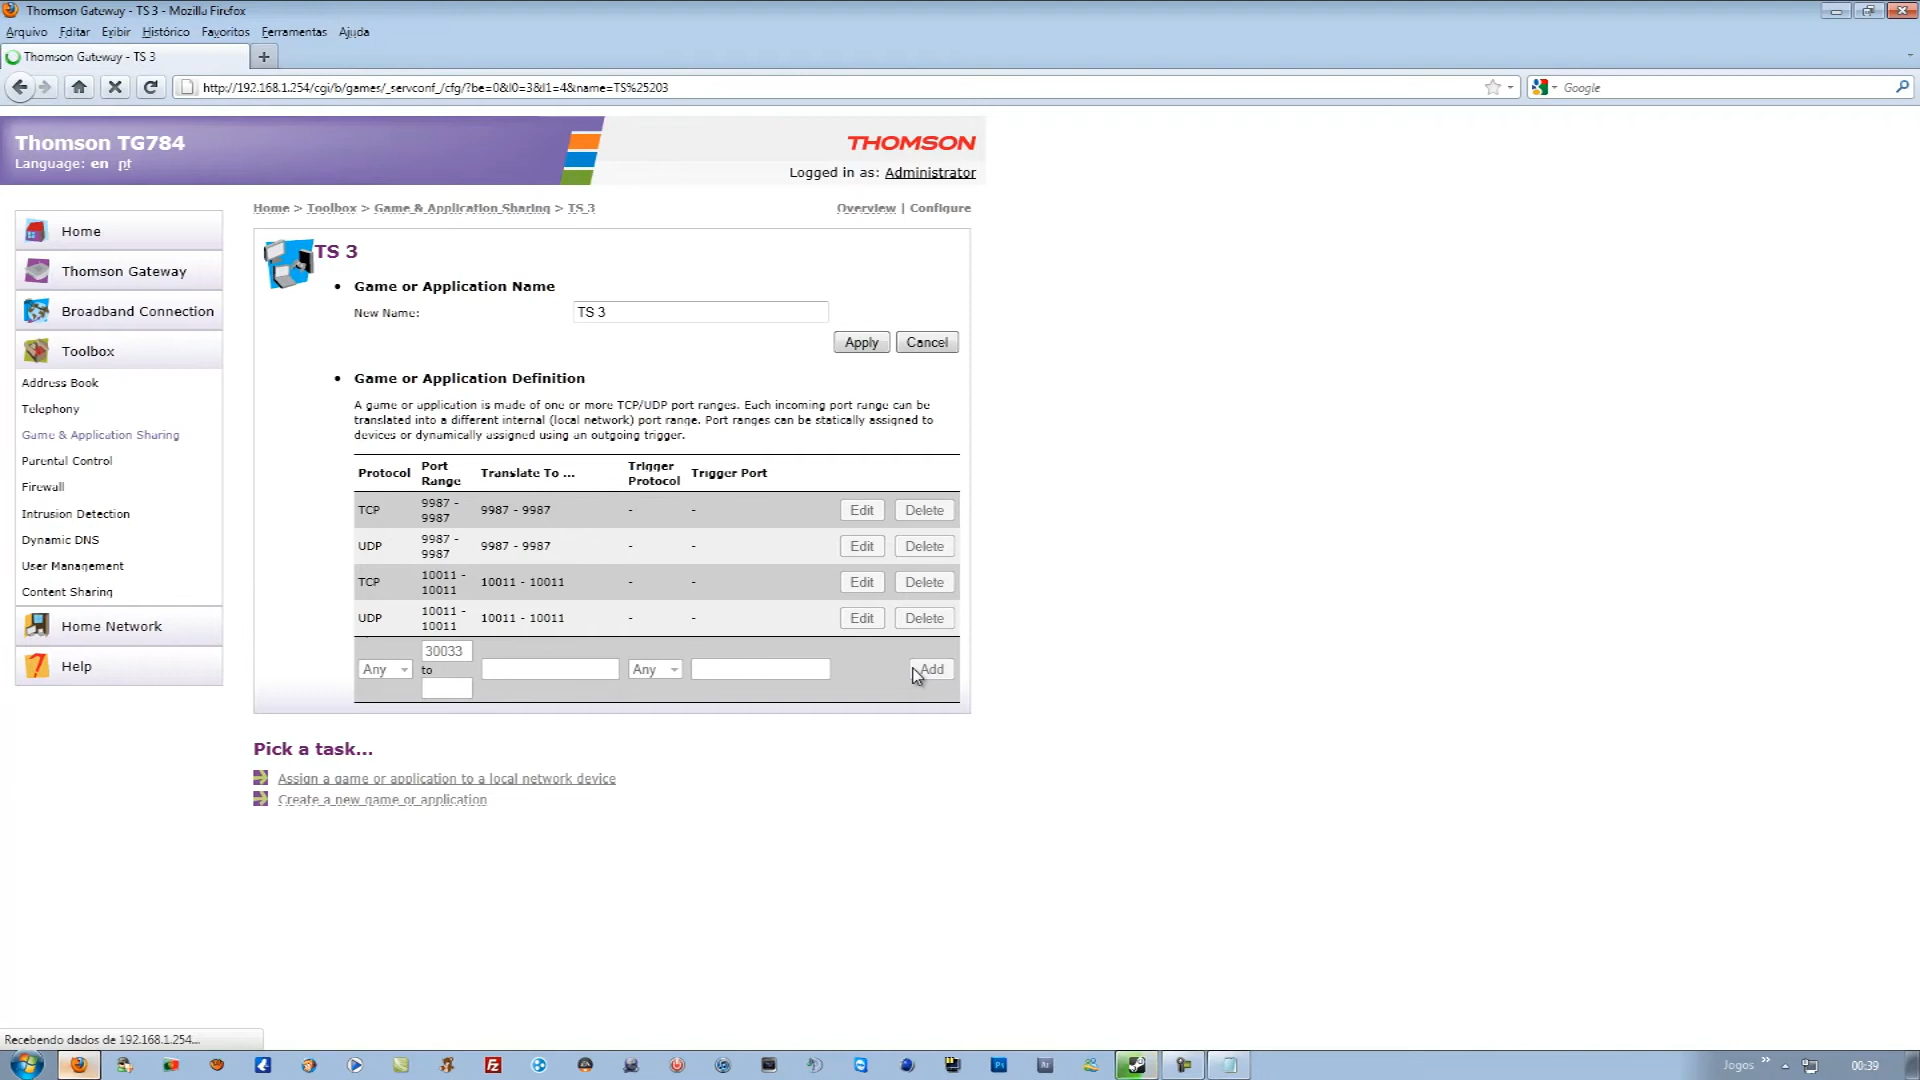 Thomson Gateway - TS 3 - Mozilla Firefox
Arquivo Editar Exibir Histórico Favoritos Ferramentas Ajuda
Thomson Gateway - TS 3
http://192.168.1.254/cgi/b/games/_servconf_/cfg/?be=0&l0=3&l1=4&name=TS%25203
Google
Thomson TG784
Language: en pt
THOMSON
Logged in as: Administrator
Home > Toolbox > Game & Application Sharing > TS 3
Overview | Configure
Home
Thomson Gateway
Broadband Connection
Toolbox
Address Book
Telephony
Game & Application Sharing
Parental Control
Firewall
Intrusion Detection
Dynamic DNS
User Management
Content Sharing
Home Network
Help
TS 3
• Game or Application Name
New Name: TS 3
Apply Cancel
• Game or Application Definition
A game or application is made of one or more TCP/UDP port ranges. Each incoming port range can be
translated into a different internal (local network) port range. Port ranges can be statically assigned to
devices or dynamically assigned using an outgoing trigger.
Protocol Port Range Translate To ... Trigger Protocol Trigger Port
TCP 9987 - 9987 9987 - 9987 - - Edit Delete
UDP 9987 - 9987 9987 - 9987 - - Edit Delete
TCP 10011 - 10011 10011 - 10011 - - Edit Delete
UDP 10011 - 10011 10011 - 10011 - - Edit Delete
Any 30033 to Any Add
Pick a task...
Assign a game or application to a local network device
Create a new game or application
Recebendo dados de 192.168.1.254...
Jogos
00:39